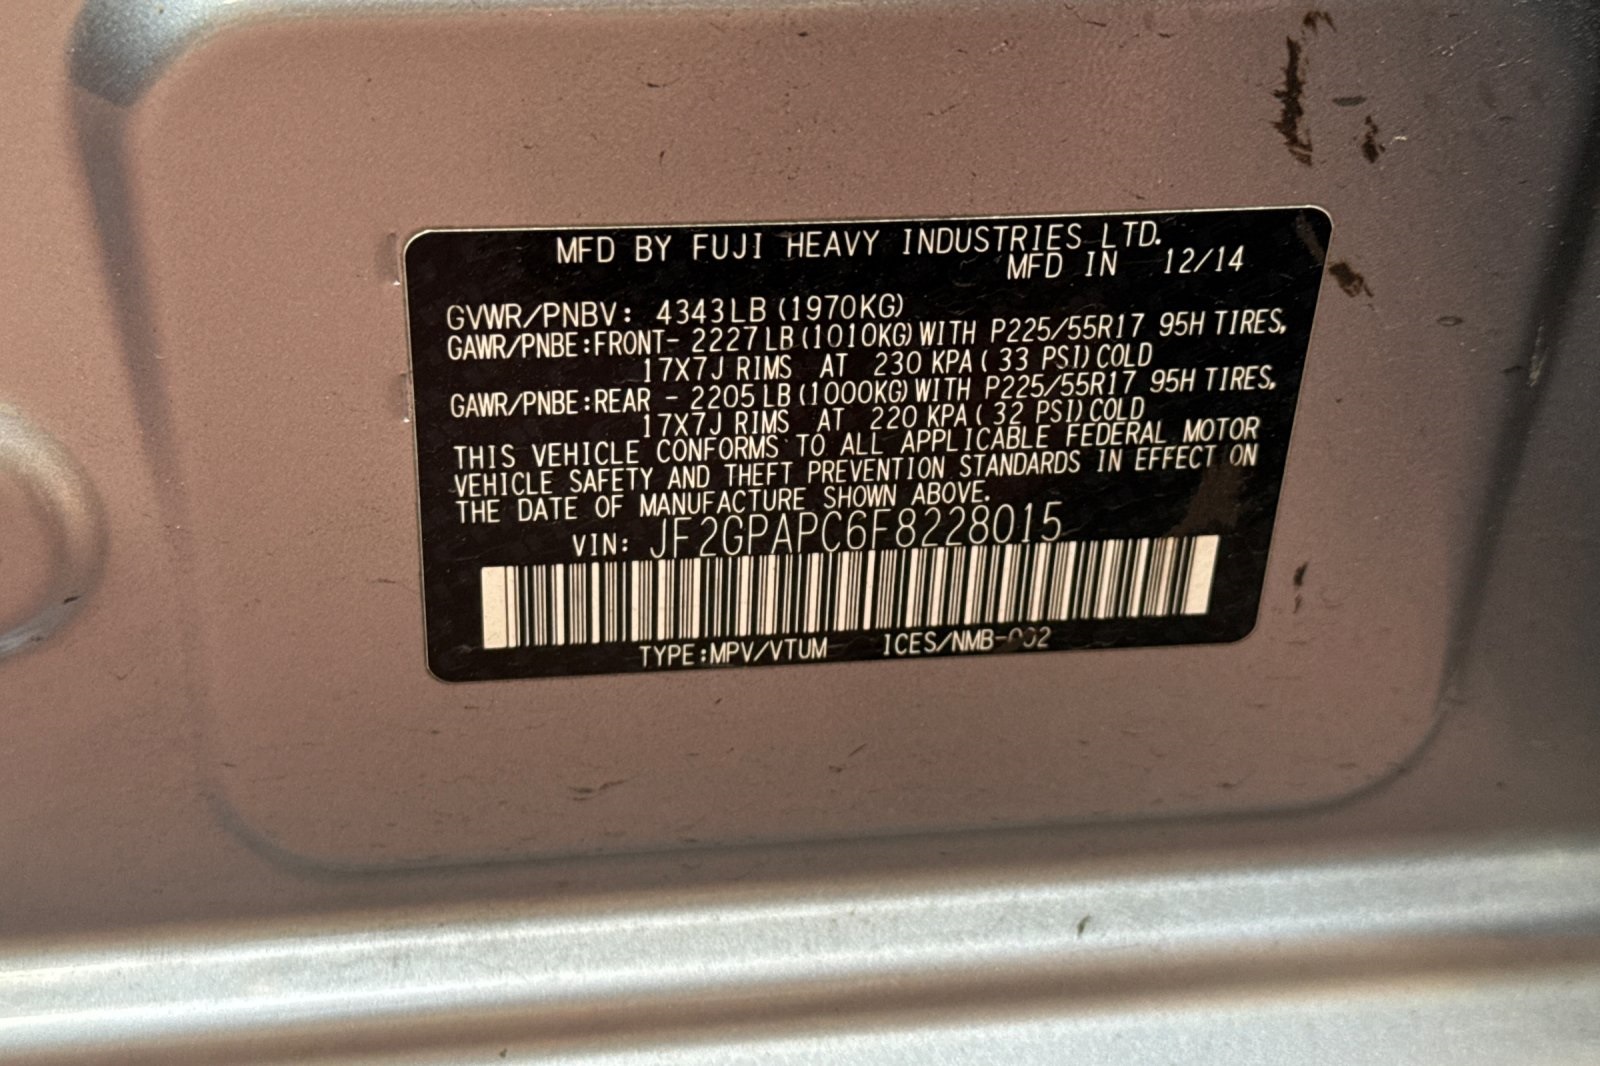 MFD BY FUJI HEAVY INDUSTRIES LTD.
MFD IN 12/14
GVWR/PNBV: 4343LB (1970KG)
GAWR/PNBE:FRONT- 2227LB (1010KG) WITH P225/55R17 95H TIRES,
17X7J RIMS AT 230 KPA ( 33 PSI) COLD
GAWR/PNBE:REAR - 2205LB (1000KG) WITH P225/55R17 95H TIRES,
17X7J RIMS AT 220 KPA ( 32 PSI) COLD
THIS VEHICLE CONFORMS TO ALL APPLICABLE FEDERAL MOTOR
VEHICLE SAFETY AND THEFT PREVENTION STANDARDS IN EFFECT ON
THE DATE OF MANUFACTURE SHOWN ABOVE.
VIN: JF2GPAPC6F8228015
TYPE:MPV/VTUM ICES/NMB-002